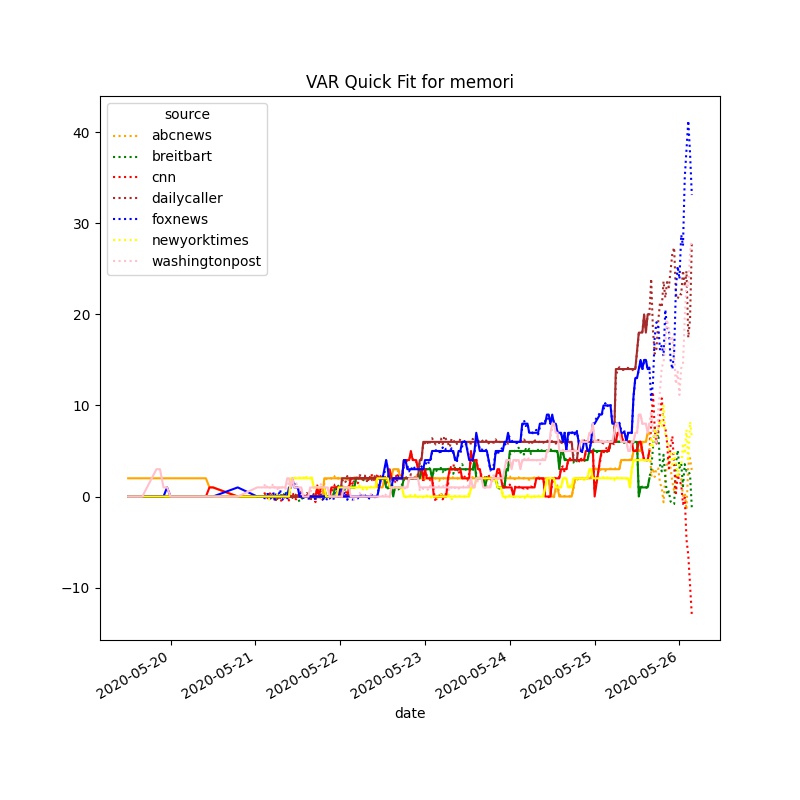 VAR Quick Fit for memori
source
abcnews
breitbart
cnn
dailycaller
foxnews
newyorktimes
washingtonpost
40
30
20
10
0
−10
2020-05-20
2020-05-21
2020-05-22
2020-05-23
2020-05-24
2020-05-25
2020-05-26
date